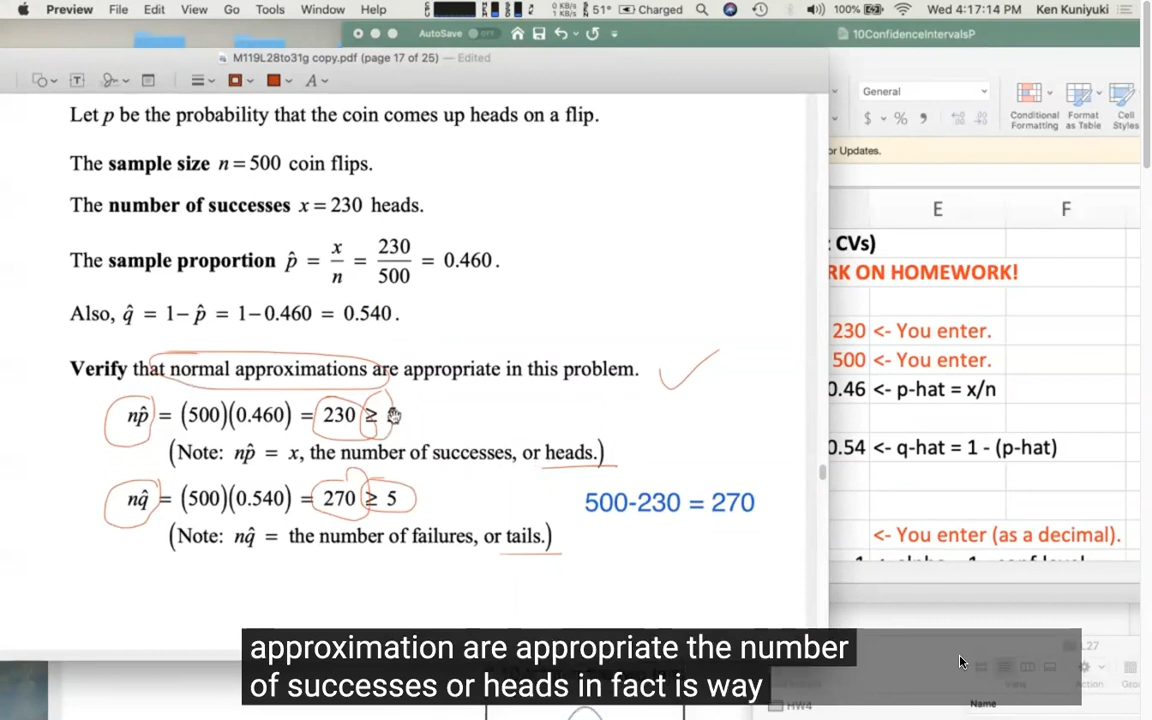 Preview File Edit View Go Tools Window Help 51° Charged 100% Wed 4:17:14 PM Ken Kuniyuki
AutoSave OFF
10ConfidenceIntervalsP
M119L28to31g copy.pdf (page 17 of 25) — Edited
General
$ % Conditional Formatting Format as Table Cell Styles
or Updates.
Let p be the probability that the coin comes up heads on a flip.
The sample size n = 500 coin flips.
The number of successes x = 230 heads.
The sample proportion p̂ = x/n = 230/500 = 0.460.
Also, q̂ = 1 − p̂ = 1 − 0.460 = 0.540.
Verify that normal approximations are appropriate in this problem.
np̂ = (500)(0.460) = 230 ≥
(Note: np̂ = x, the number of successes, or heads.)
nq̂ = (500)(0.540) = 270 ≥ 5
500-230 = 270
(Note: nq̂ = the number of failures, or tails.)
E F
: CVs)
RK ON HOMEWORK!
230 <- You enter.
500 <- You enter.
0.46 <- p-hat = x/n
0.54 <- q-hat = 1 - (p-hat)
<- You enter (as a decimal).
approximation are appropriate the number
of successes or heads in fact is way
L27
View Action
Name
HW4